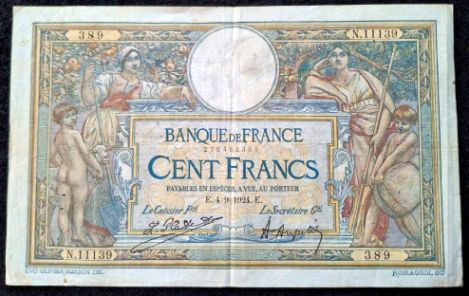 389
N.11139
BANQUE DE FRANCE
278462389
CENT FRANCS
PAYABLES EN ESPÈCES, A VUE, AU PORTEUR
E. 4=9=1924. E.
Le Caissier Pal Le Secrétaire Gal
N.11139
389
LUC OLIVIER-MERSON DEL.
ROMAGNOL SC.